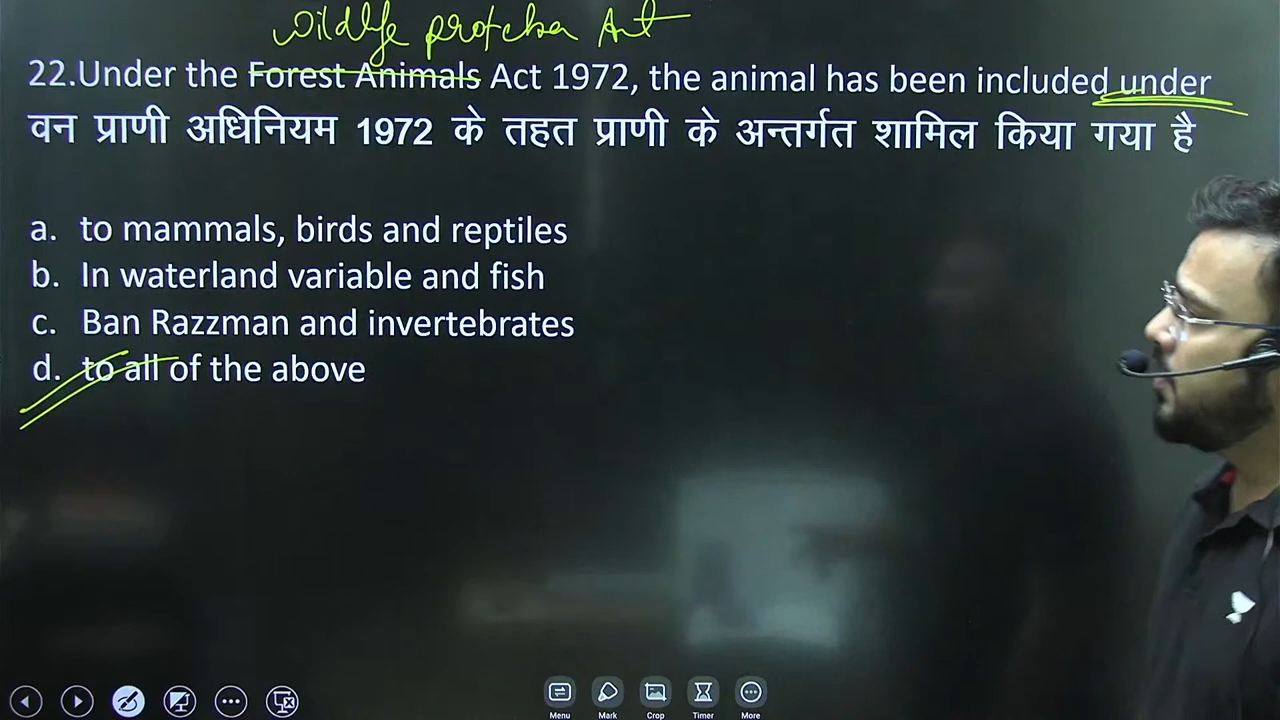 wildlife protection Act
22.Under the Forest Animals Act 1972, the animal has been included under
वन प्राणी अधिनियम 1972 के तहत प्राणी के अन्तर्गत शामिल किया गया है
a. to mammals, birds and reptiles
b. In waterland variable and fish
c. Ban Razzman and invertebrates
d. to all of the above
Menu Mark Crop Timer More